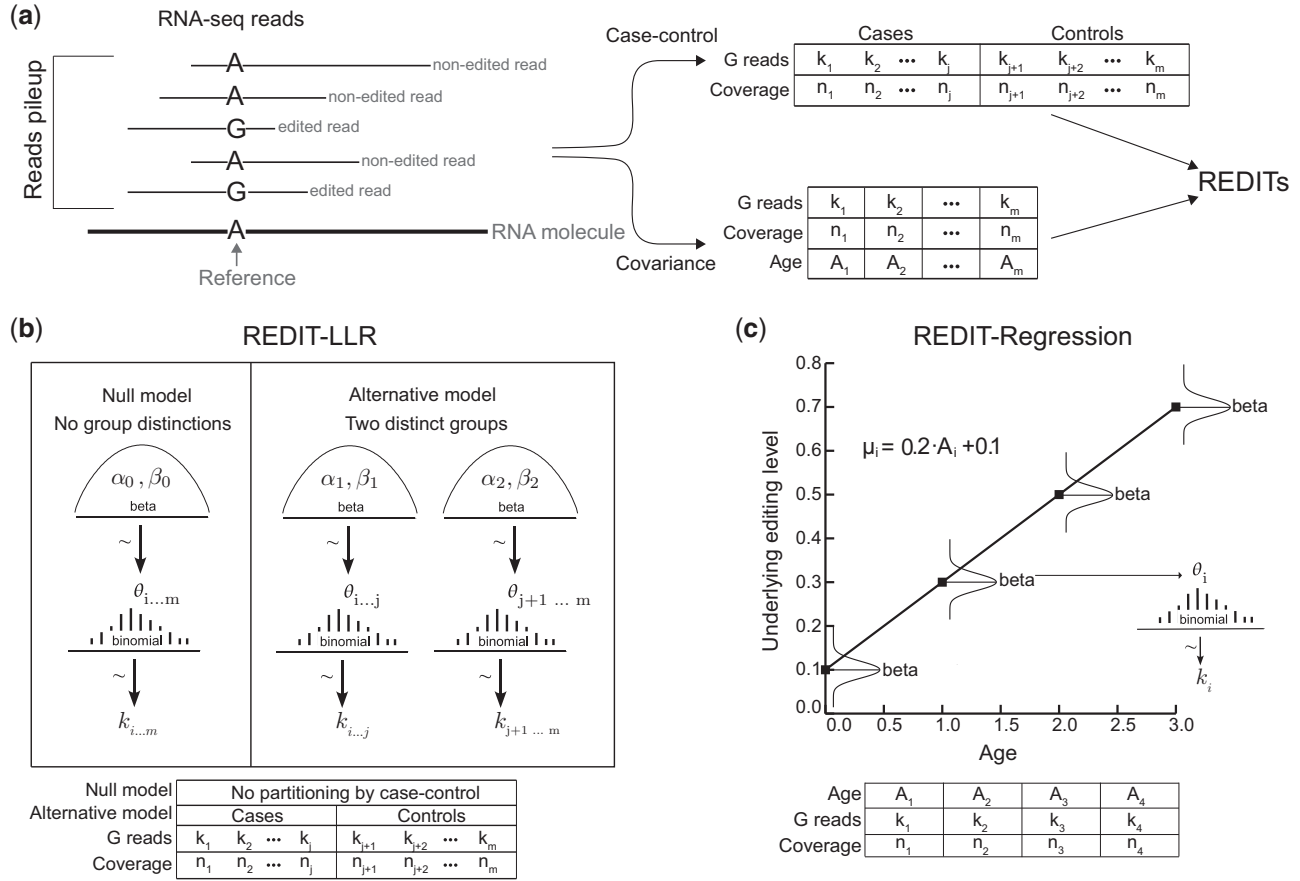 (a)
RNA-seq reads
Reads pileup
A non-edited read
A non-edited read
G edited read
A non-edited read
G edited read
A RNA molecule
Reference
Case-control
Covariance
Cases Controls
G reads k1 k2 ••• kj kj+1 kj+2 ••• km
Coverage n1 n2 ••• nj nj+1 nj+2 ••• nm
G reads k1 k2 ••• km
Coverage n1 n2 ••• nm
Age A1 A2 ••• Am
REDITs
(b)
REDIT-LLR
Null model
No group distinctions
α0 , β0
beta
~
θi...m
binomial
~
ki...m
Alternative model
Two distinct groups
α1, β1
beta
~
θi...j
binomial
~
ki...j
α2, β2
beta
~
θj+1 ... m
binomial
~
kj+1 ... m
Null model No partitioning by case-control
Alternative model Cases Controls
G reads k1 k2 ••• kj kj+1 kj+2 ••• km
Coverage n1 n2 ••• nj nj+1 nj+2 ••• nm
(c)
REDIT-Regression
Underlying editing level
0.8
0.7
0.6
0.5
0.4
0.3
0.2
0.1
0.0
μi = 0.2·Ai +0.1
beta
beta
beta
beta
θi
binomial
~
ki
0.0 0.5 1.0 1.5 2.0 2.5 3.0
Age
Age A1 A2 A3 A4
G reads k1 k2 k3 k4
Coverage n1 n2 n3 n4